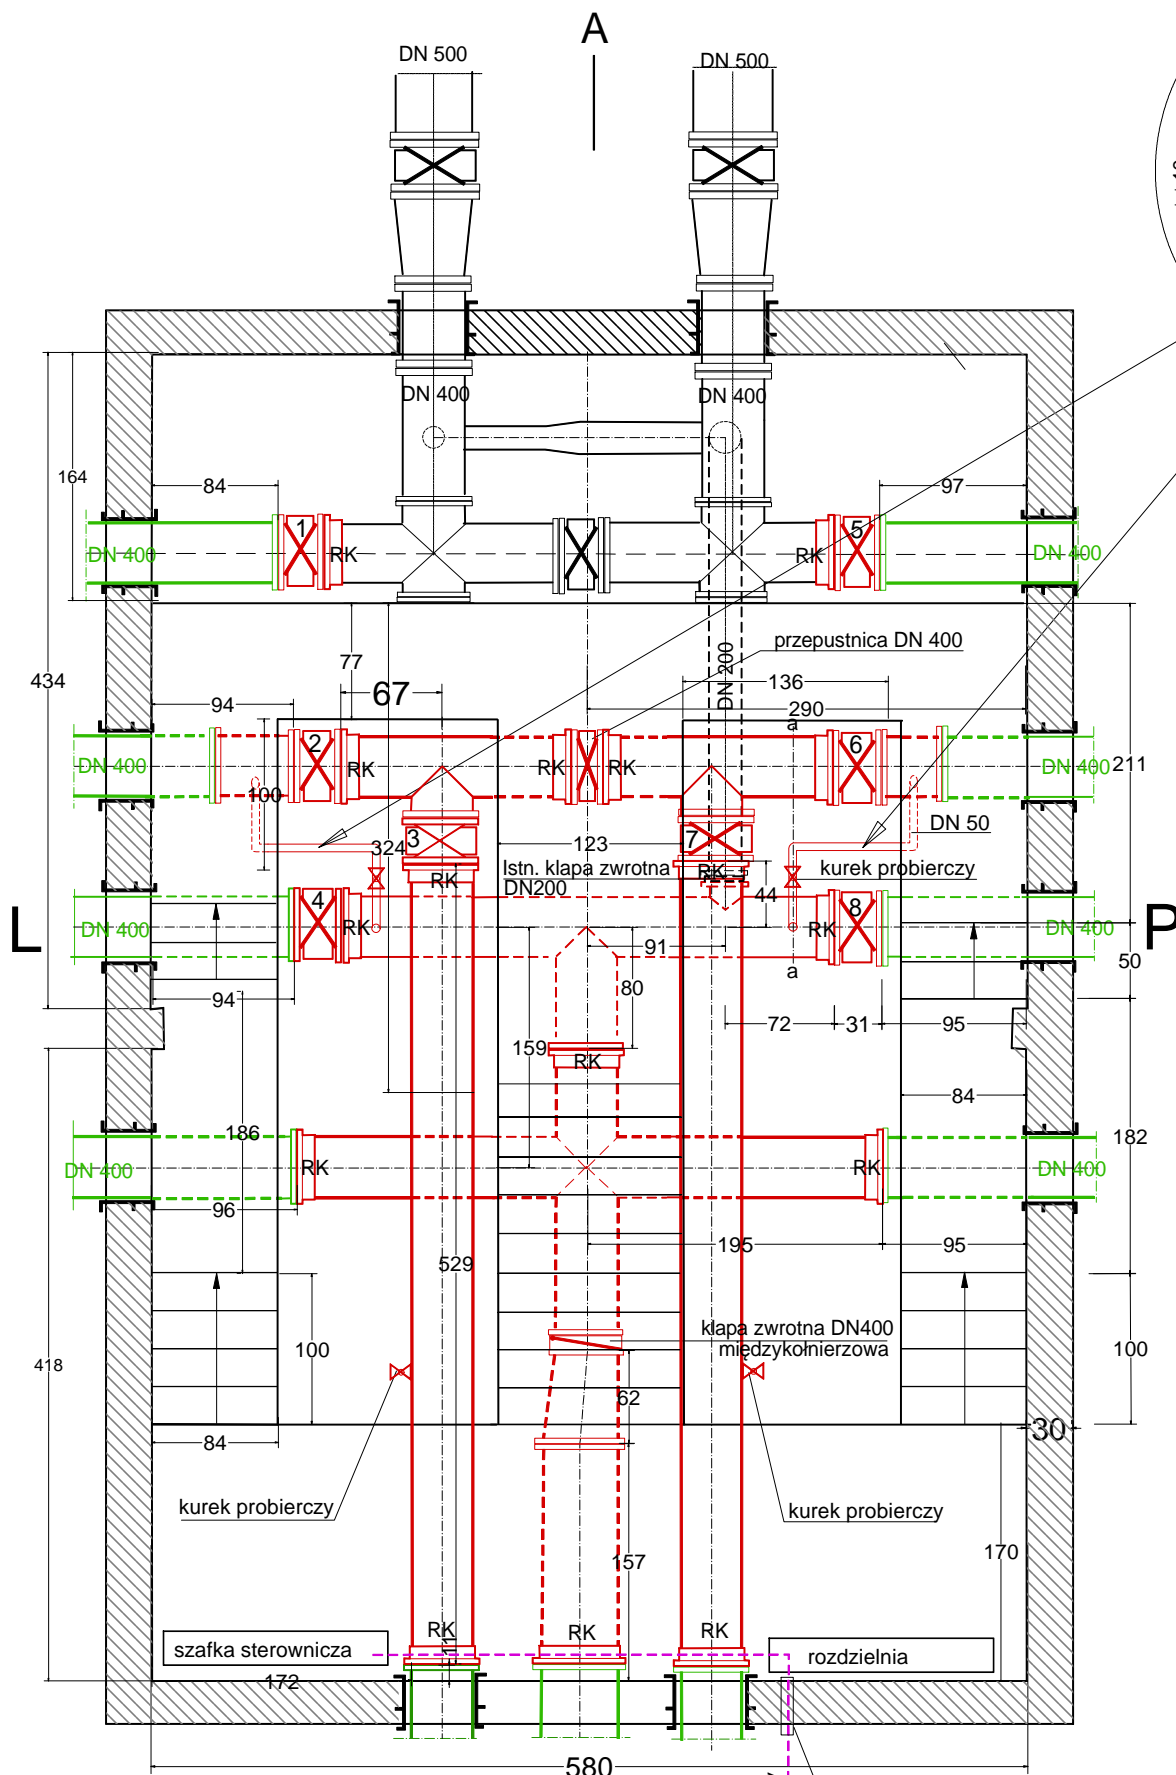 A
DN 500
DN 500
DN 400
DN 400
164
84
97
1
5
DN 400
RK
RK
DN 400
przepustnica DN 400
77
434
67
136
DN 200
94
290
a
2
6
DN 400
RK
RK
RK
DN 400
211
100
3
324
123
7
DN 50
Istn. klapa zwrotna
DN200
RK
RK
kurek probierczy
44
4
8
L
DN 400
RK
RK
DN 400
P
91
50
a
94
80
72
31
95
159
RK
84
186
182
DN 400
RK
RK
DN 400
96
195
95
529
klapa zwrotna DN400
międzykołnierzowa
100
100
418
62
84
30
kurek probierczy
kurek probierczy
157
170
RK
RK
RK
szafka sterownicza
11
rozdzielnia
172
580